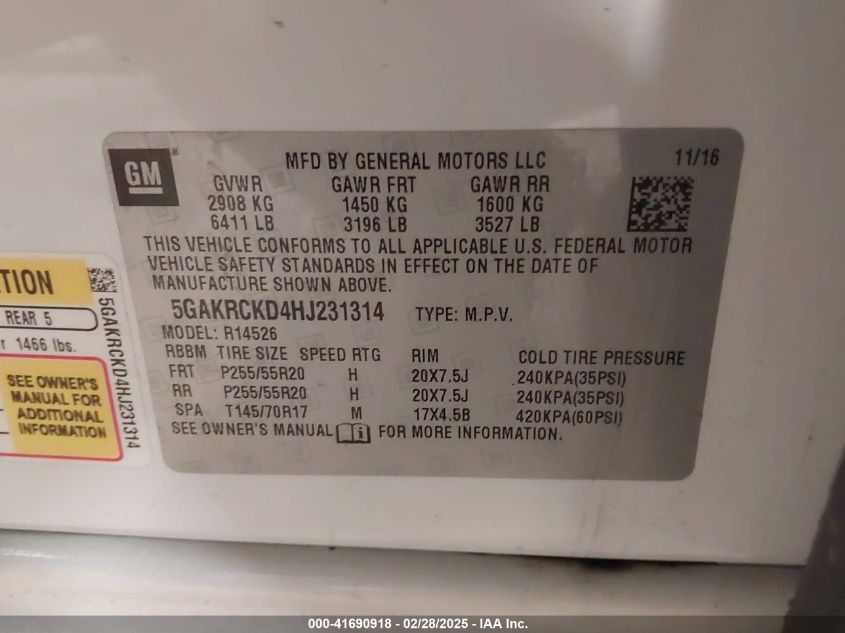 GM
MFD BY GENERAL MOTORS LLC 11/16
GVWR GAWR FRT GAWR RR
2908 KG 1450 KG 1600 KG
6411 LB 3196 LB 3527 LB
THIS VEHICLE CONFORMS TO ALL APPLICABLE U.S. FEDERAL MOTOR
VEHICLE SAFETY STANDARDS IN EFFECT ON THE DATE OF
MANUFACTURE SHOWN ABOVE.
5GAKRCKD4HJ231314 TYPE: M.P.V.
MODEL: R14526
RBBM TIRE SIZE SPEED RTG RIM COLD TIRE PRESSURE
FRT P255/55R20 H 20X7.5J 240KPA(35PSI)
RR P255/55R20 H 20X7.5J 240KPA(35PSI)
SPA T145/70R17 M 17X4.5B 420KPA(60PSI)
SEE OWNER'S MANUAL FOR MORE INFORMATION.
REAR 5
1466 lbs.
SEE OWNER'S
MANUAL FOR
ADDITIONAL
INFORMATION
5GAKRCKD4HJ231314
000-41690918 - 02/28/2025 - IAA Inc.